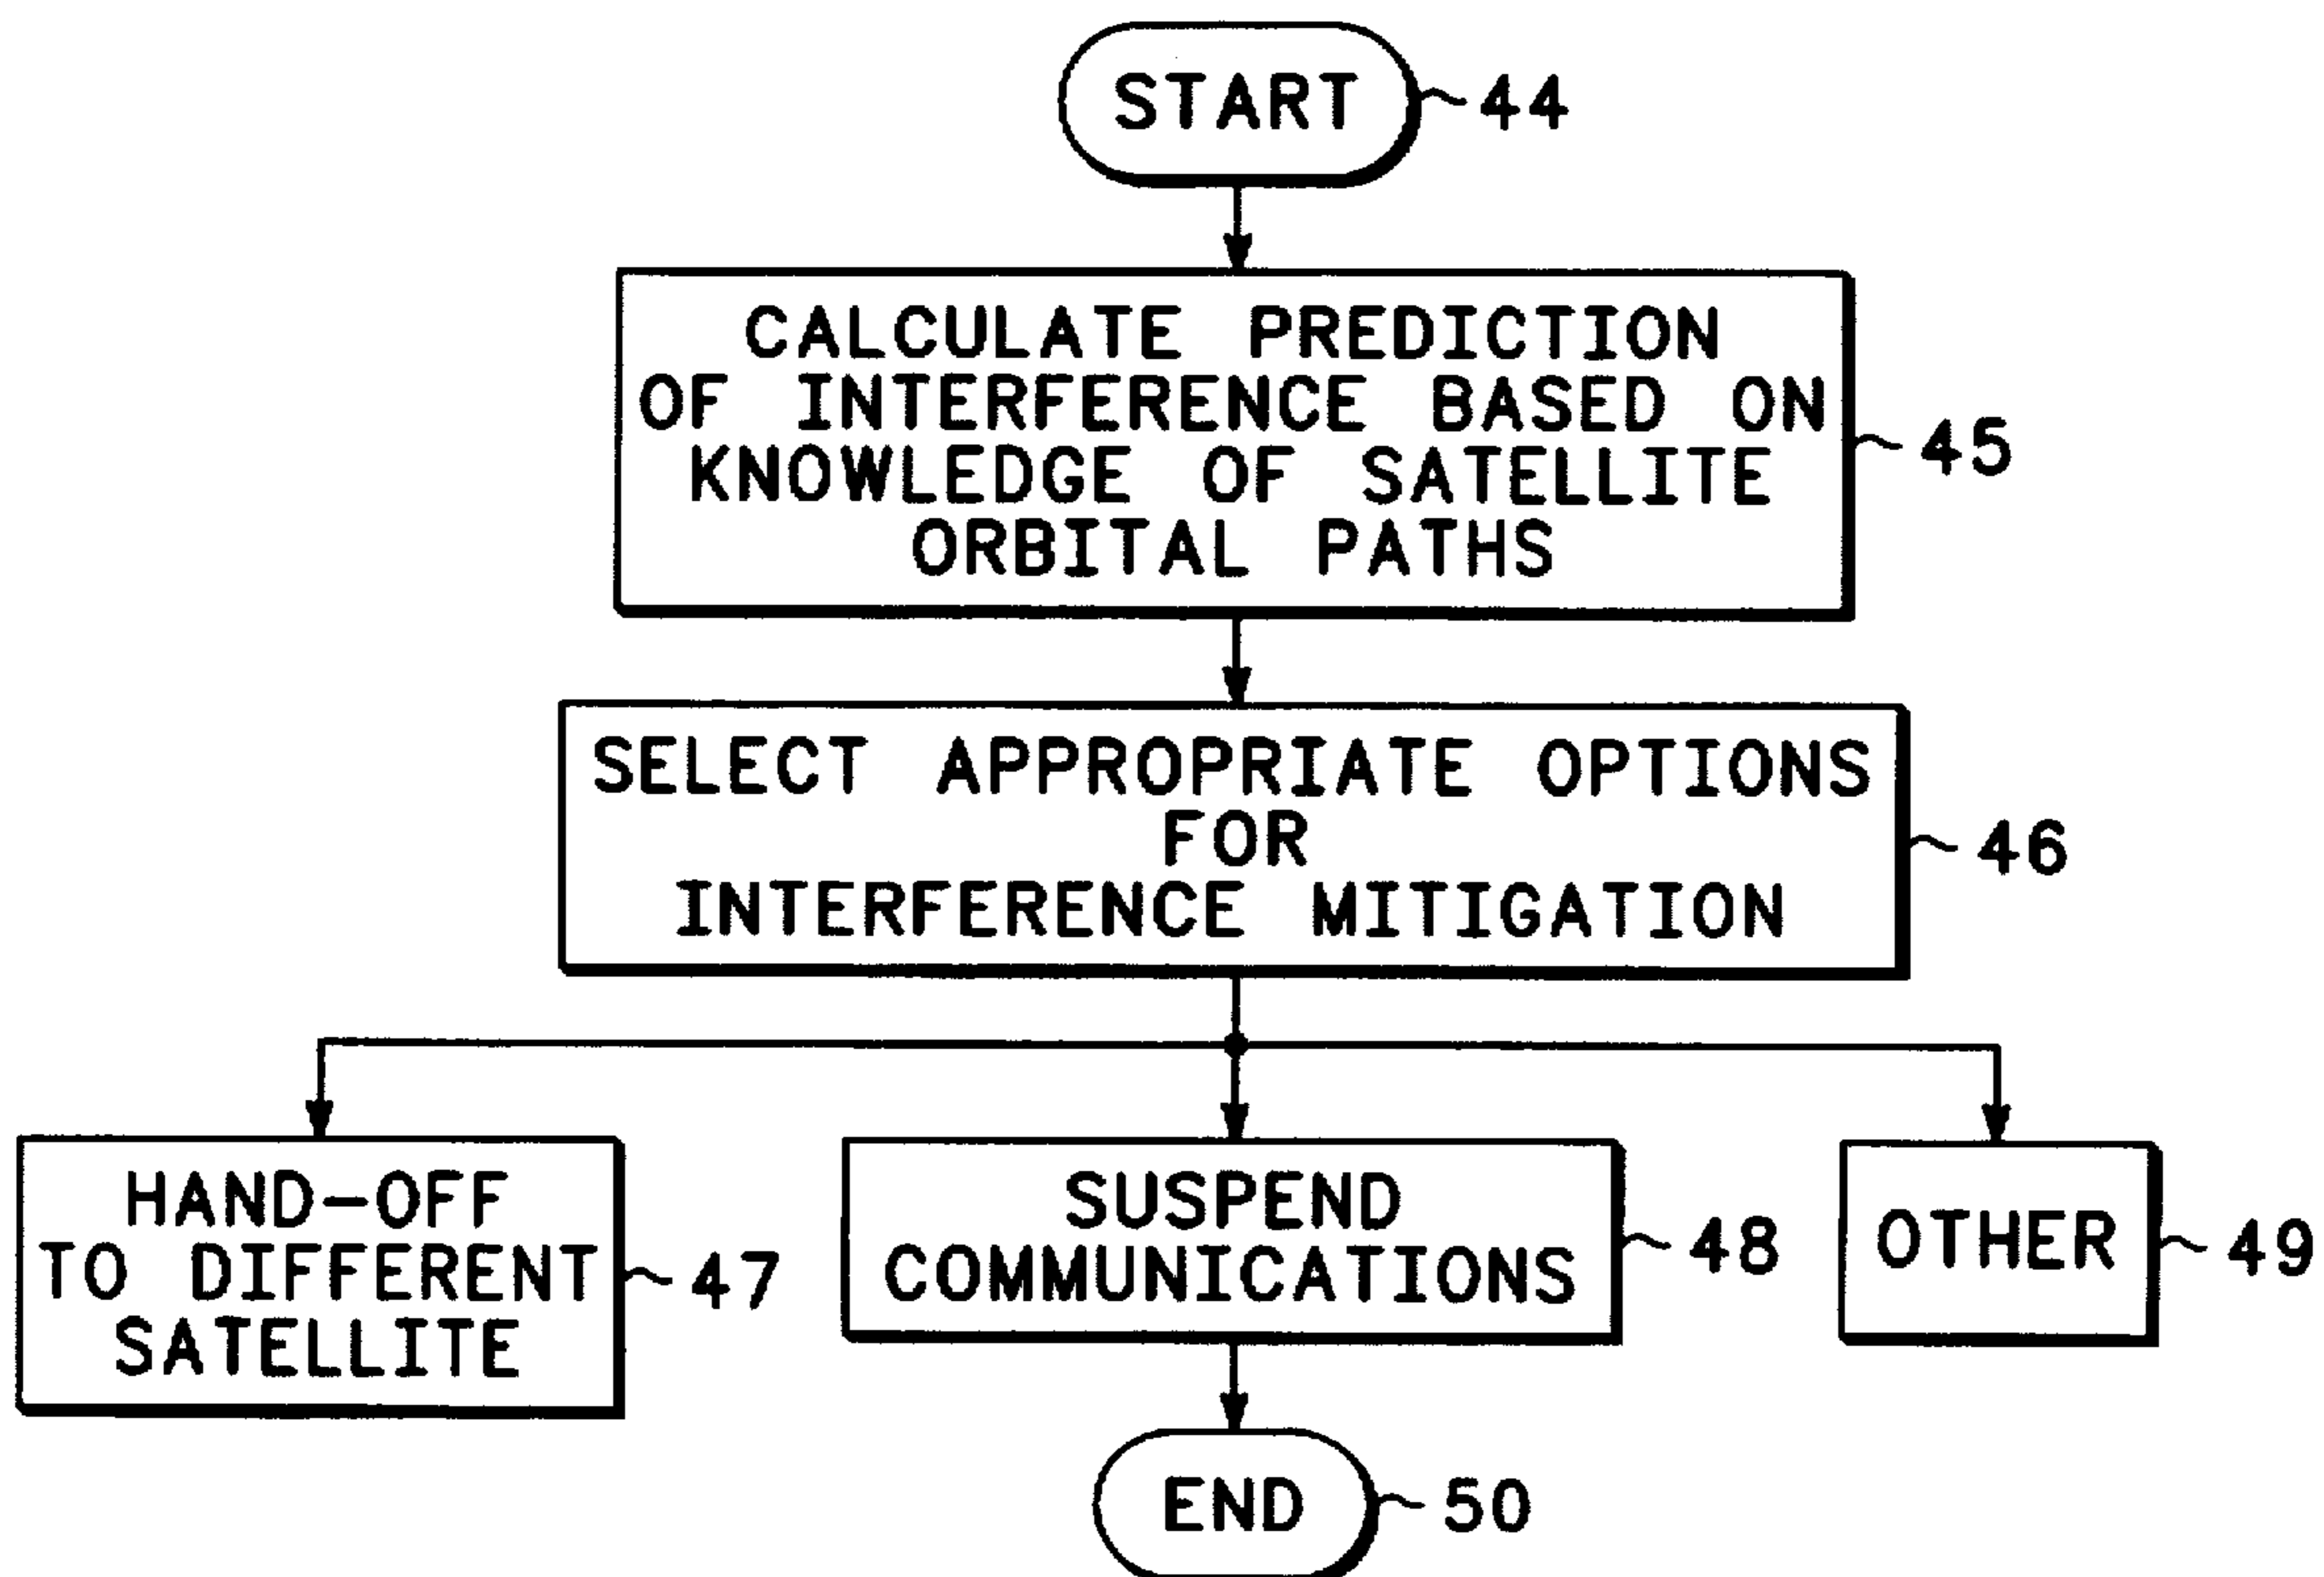 START
44
CALCULATE PREDICTION
OF INTERFERENCE BASED ON
KNOWLEDGE OF SATELLITE
ORBITAL PATHS
45
SELECT APPROPRIATE OPTIONS
FOR
INTERFERENCE MITIGATION
46
HAND-OFF
TO DIFFERENT
SATELLITE
47
SUSPEND
COMMUNICATIONS
48
OTHER
49
END
50